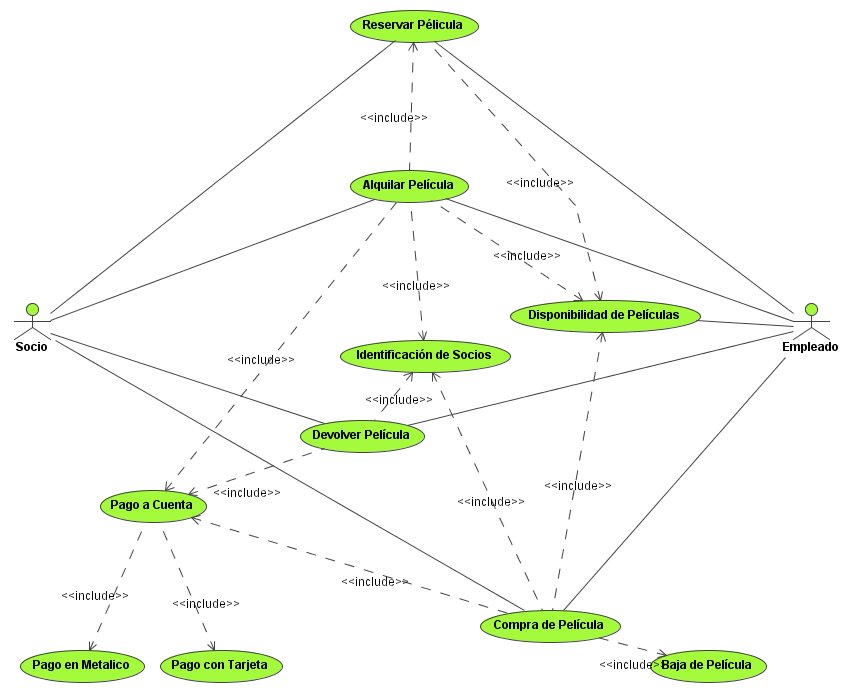 Reservar Pélicula
<<include>>
Alquilar Película
<<include>>
<<include>>
<<include>>
Disponibilidad de Películas
Socio
Empleado
Identificación de Socios
<<include>>
<<include>>
Devolver Película
<<include>>
<<include>>
<<include>>
Pago a Cuenta
<<include>>
<<include>>
<<include>>
Compra de Película
Pago en Metalico
Pago con Tarjeta
<<include>>
Baja de Película